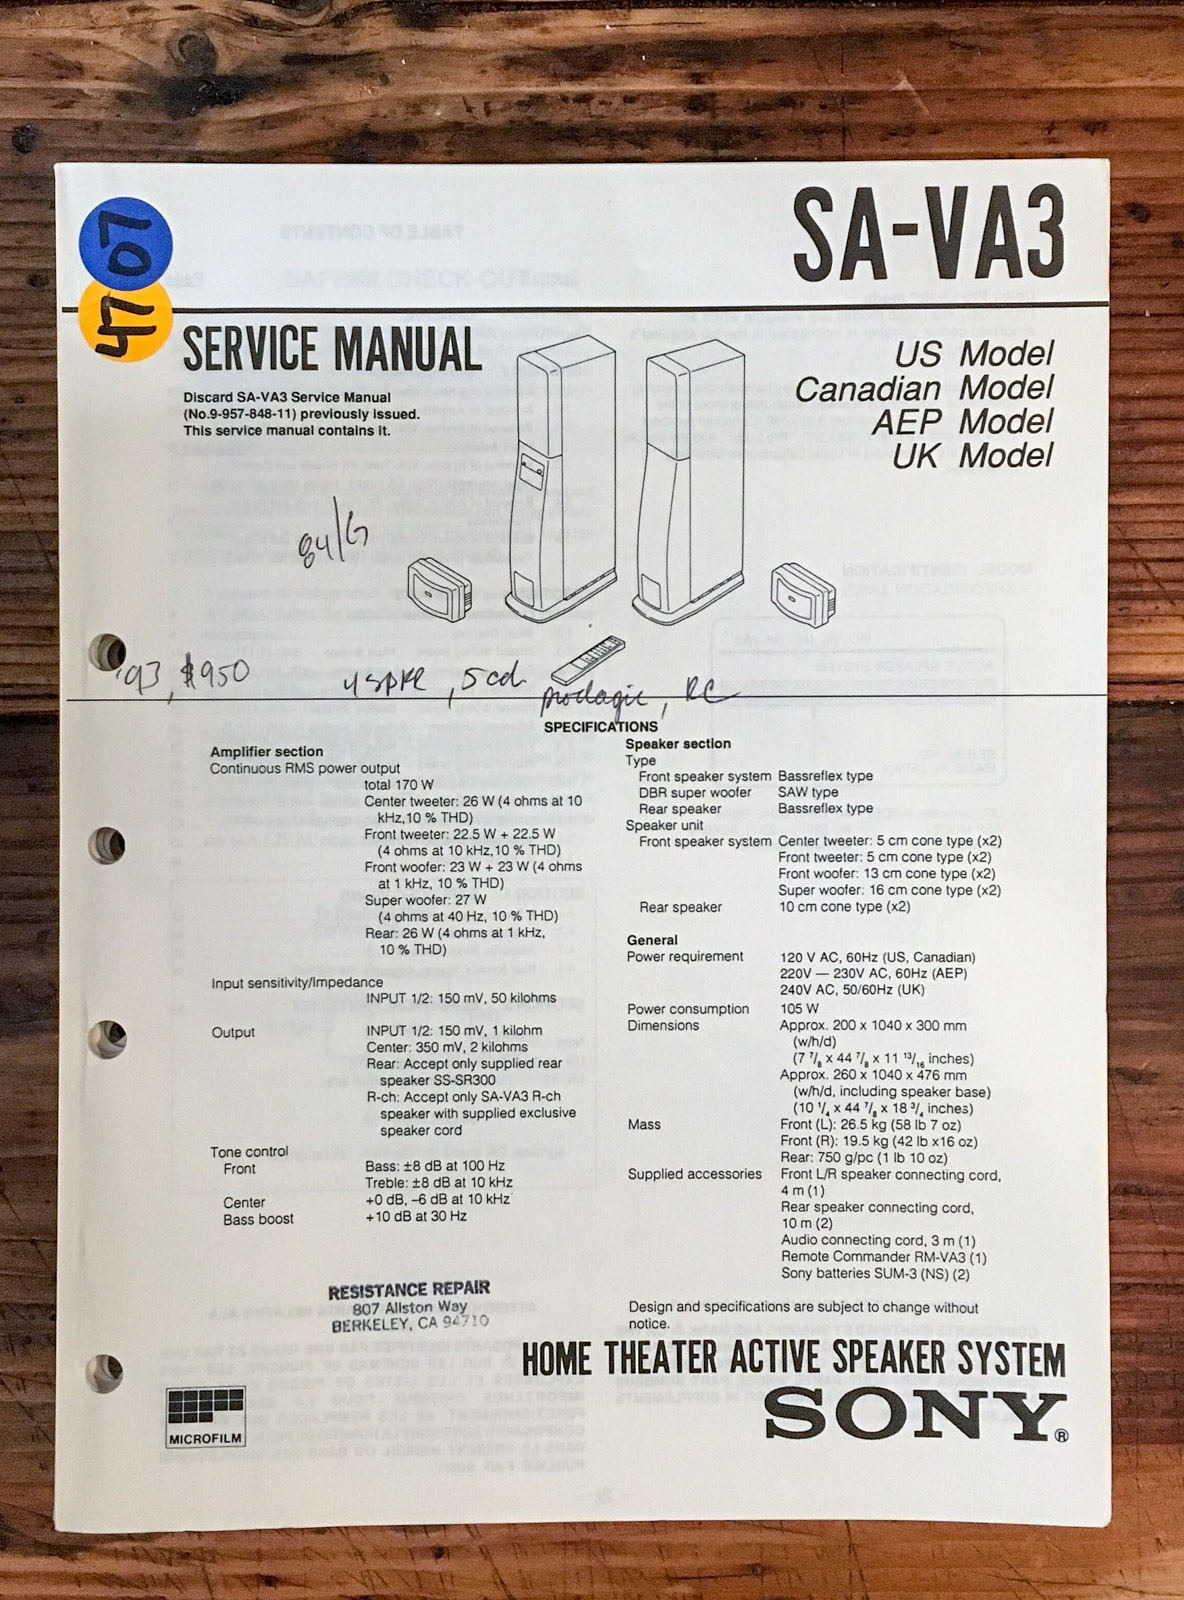 07
47
SA-VA3
SERVICE MANUAL
Discard SA-VA3 Service Manual
(No.9-957-848-11) previously issued.
This service manual contains it.
US Model
Canadian Model
AEP Model
UK Model
84/G
'93, $950
4 SPKR, 5 cd
prologic, RC
SPECIFICATIONS
Amplifier section
Continuous RMS power output
total 170 W
Center tweeter: 26 W (4 ohms at 10
kHz,10 % THD)
Front tweeter: 22.5 W + 22.5 W
(4 ohms at 10 kHz,10 % THD)
Front woofer: 23 W + 23 W (4 ohms
at 1 kHz, 10 % THD)
Super woofer: 27 W
(4 ohms at 40 Hz, 10 % THD)
Rear: 26 W (4 ohms at 1 kHz,
10 % THD)
Input sensitivity/Impedance
INPUT 1/2: 150 mV, 50 kilohms
Output INPUT 1/2: 150 mV, 1 kilohm
Center: 350 mV, 2 kilohms
Rear: Accept only supplied rear
speaker SS-SR300
R-ch: Accept only SA-VA3 R-ch
speaker with supplied exclusive
speaker cord
Tone control
Front Bass: ±8 dB at 100 Hz
Treble: ±8 dB at 10 kHz
Center +0 dB, –6 dB at 10 kHz
Bass boost +10 dB at 30 Hz
Speaker section
Type
Front speaker system Bassreflex type
DBR super woofer SAW type
Rear speaker Bassreflex type
Speaker unit
Front speaker system Center tweeter: 5 cm cone type (x2)
Front tweeter: 5 cm cone type (x2)
Front woofer: 13 cm cone type (x2)
Super woofer: 16 cm cone type (x2)
Rear speaker 10 cm cone type (x2)
General
Power requirement 120 V AC, 60Hz (US, Canadian)
220V — 230V AC, 60Hz (AEP)
240V AC, 50/60Hz (UK)
Power consumption 105 W
Dimensions Approx. 200 x 1040 x 300 mm
(w/h/d)
(7 7/8 x 44 7/8 x 11 13/16 inches)
Approx. 260 x 1040 x 476 mm
(w/h/d, including speaker base)
(10 1/4 x 44 7/8 x 18 3/4 inches)
Mass Front (L): 26.5 kg (58 lb 7 oz)
Front (R): 19.5 kg (42 lb x16 oz)
Rear: 750 g/pc (1 lb 10 oz)
Supplied accessories Front L/R speaker connecting cord,
4 m (1)
Rear speaker connecting cord,
10 m (2)
Audio connecting cord, 3 m (1)
Remote Commander RM-VA3 (1)
Sony batteries SUM-3 (NS) (2)
Design and specifications are subject to change without
notice.
RESISTANCE REPAIR
807 Allston Way
BERKELEY, CA 94710
HOME THEATER ACTIVE SPEAKER SYSTEM
SONY®
MICROFILM